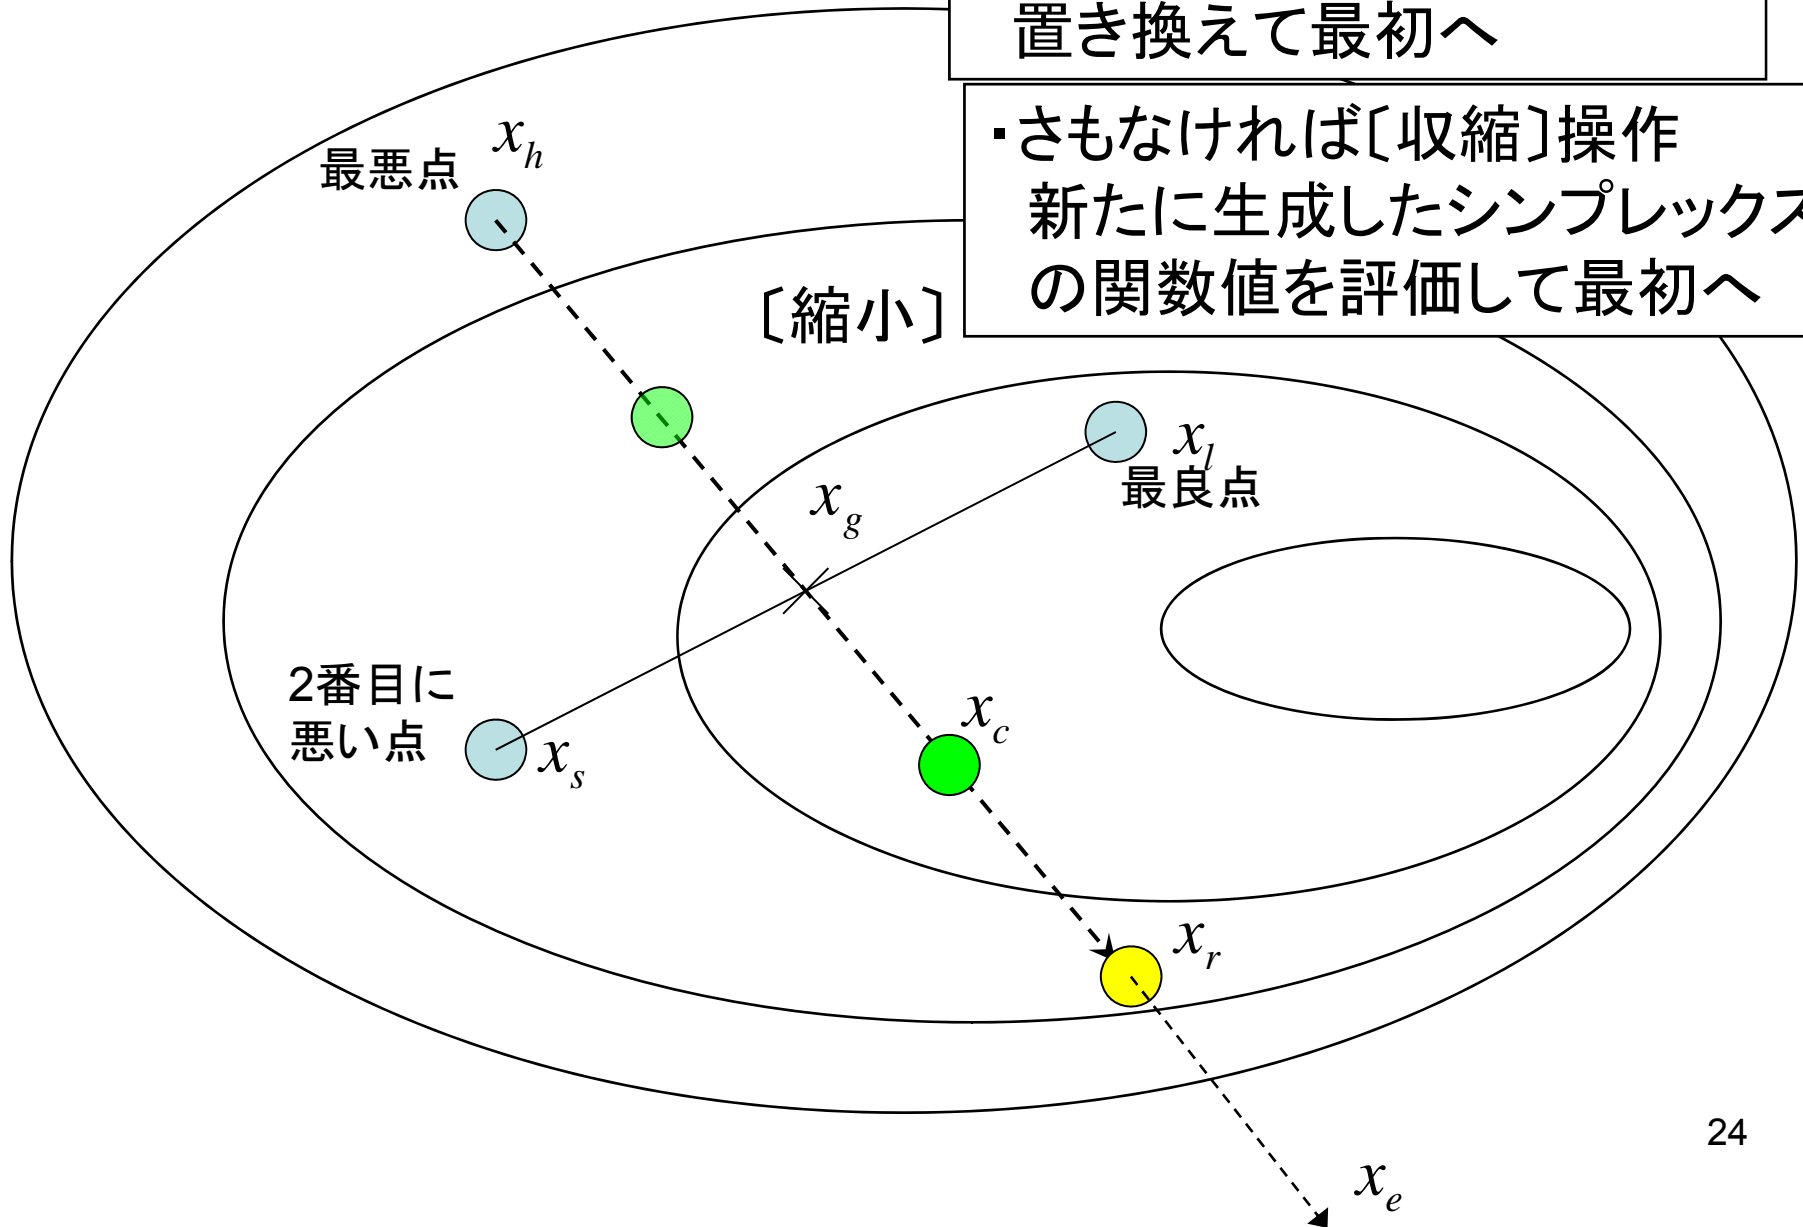 置き換えて最初へ
・さもなければ〔収縮〕操作
新たに生成したシンプレックス
の関数値を評価して最初へ
x_h
最悪点
〔縮小〕
x_l
最良点
x_g
2番目に
悪い点
x_s
x_c
x_r
24
x_e